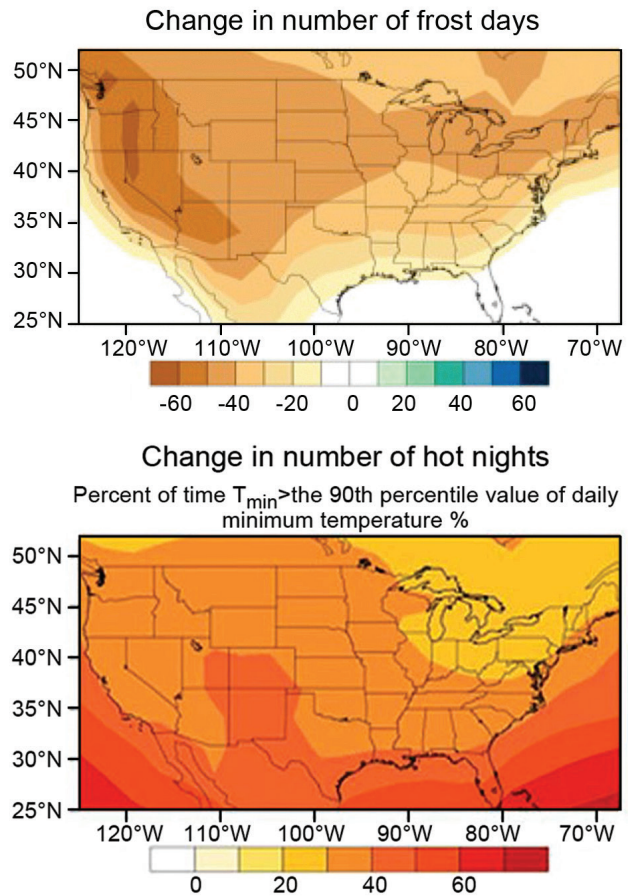 Change in number of frost days
50°N
45°N
40°N
35°N
30°N
25°N
120°W 110°W 100°W 90°W 80°W 70°W
-60 -40 -20 0 20 40 60
Change in number of hot nights
Percent of time Tmin>the 90th percentile value of daily
minimum temperature %
50°N
45°N
40°N
35°N
30°N
25°N
120°W 110°W 100°W 90°W 80°W 70°W
0 20 40 60